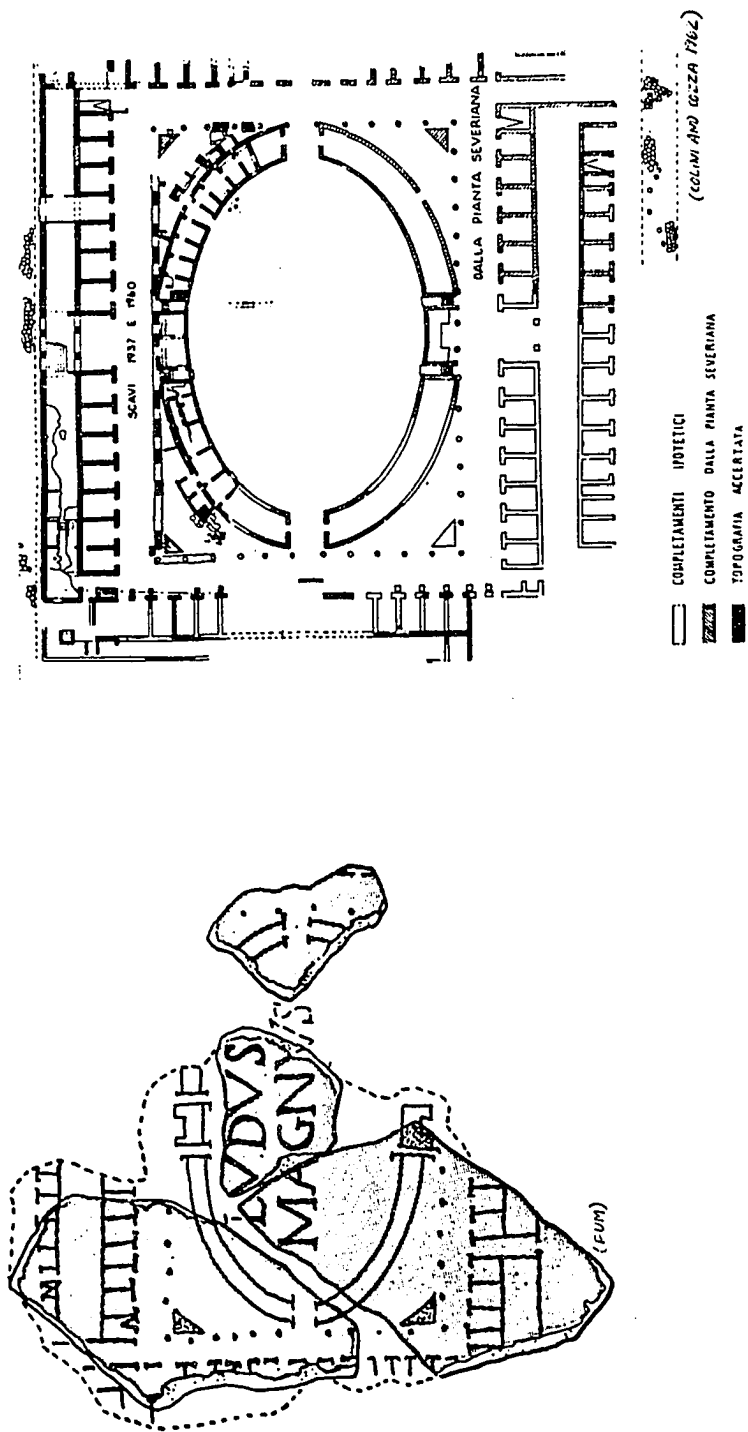 SCAVI 1937 E 1960
DALLA PIANTA SEVERIANA
(COLINI AND COZZA 1962)
COMPLETAMENTI IPOTETICI
COMPLETAMENTO DALLA PIANTA SEVERIANA
TOPOGRAFIA ACCERTATA
LVDVS
MAGNVS
(FUM)